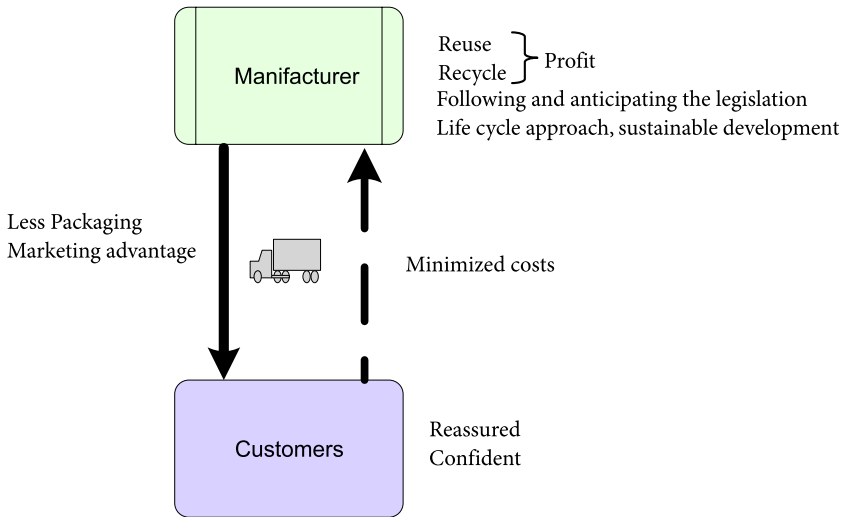 Manifacturer
Reuse
Recycle
Profit
Following and anticipating the legislation
Life cycle approach, sustainable development
Less Packaging
Marketing advantage
Minimized costs
Customers
Reassured
Confident